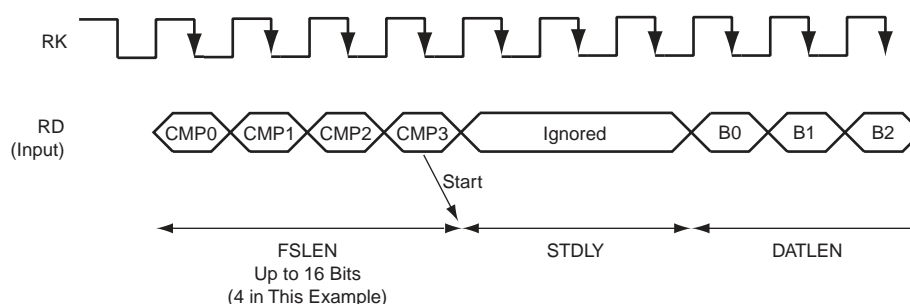 RK
RD
(Input)
CMP0 CMP1 CMP2 CMP3 Ignored B0 B1 B2
Start
FSLEN
Up to 16 Bits
(4 in This Example)
STDLY
DATLEN